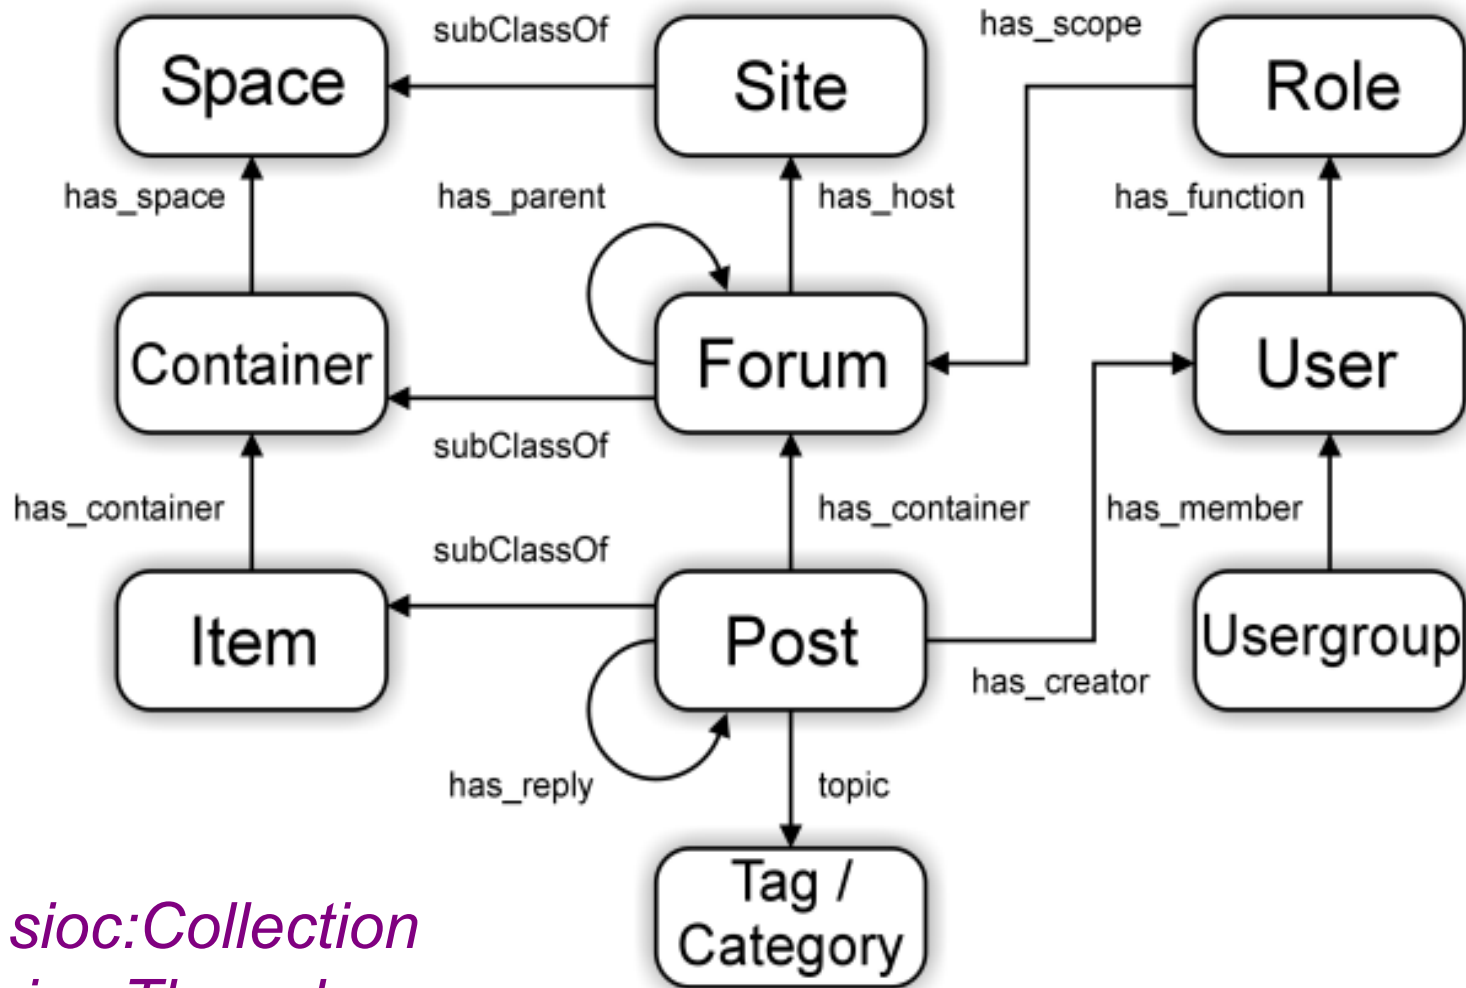 subClassOf
has_scope
Space
Site
Role
has_space
has_parent
has_host
has_function
Container
Forum
User
subClassOf
has_container
has_container
has_member
subClassOf
Item
Post
Usergroup
has_creator
has_reply
topic
Tag /
Category
sioc:Collection